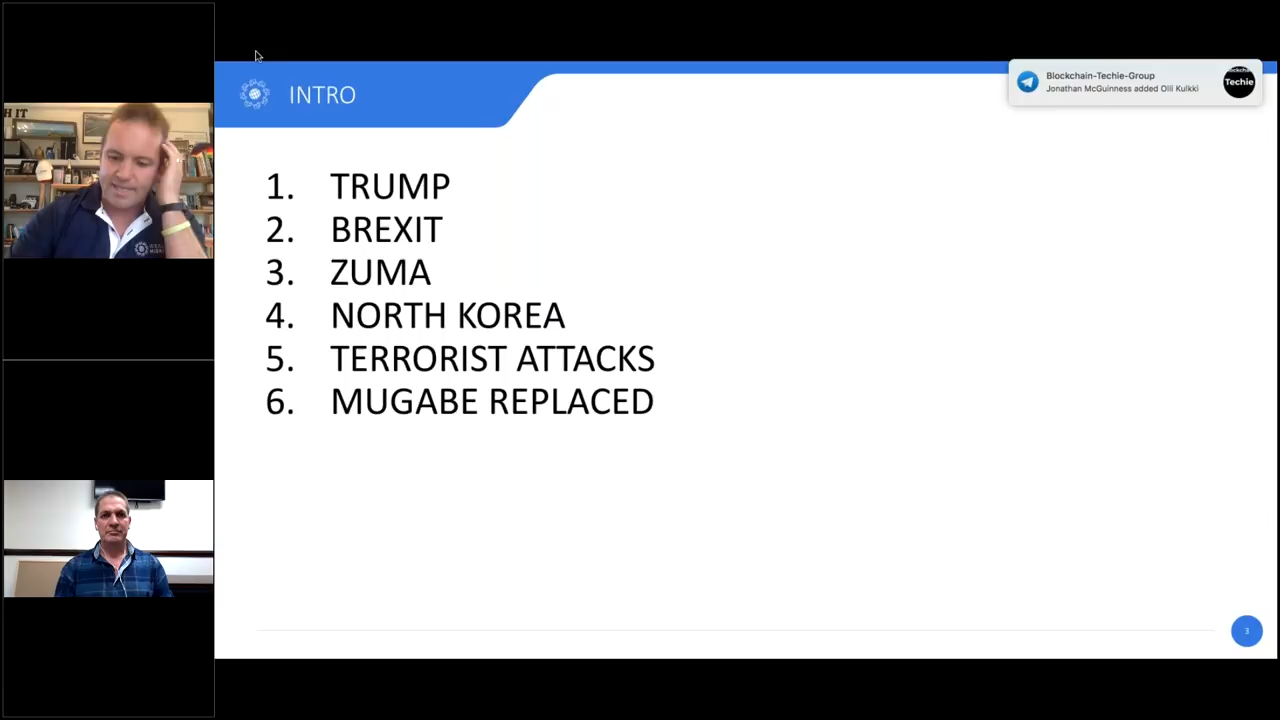 H IT
INTRO
Blockchain-Techie-Group
Jonathan McGuinness added Olli Kulkki
Techie
1. TRUMP
2. BREXIT
3. ZUMA
4. NORTH KOREA
5. TERRORIST ATTACKS
6. MUGABE REPLACED
3